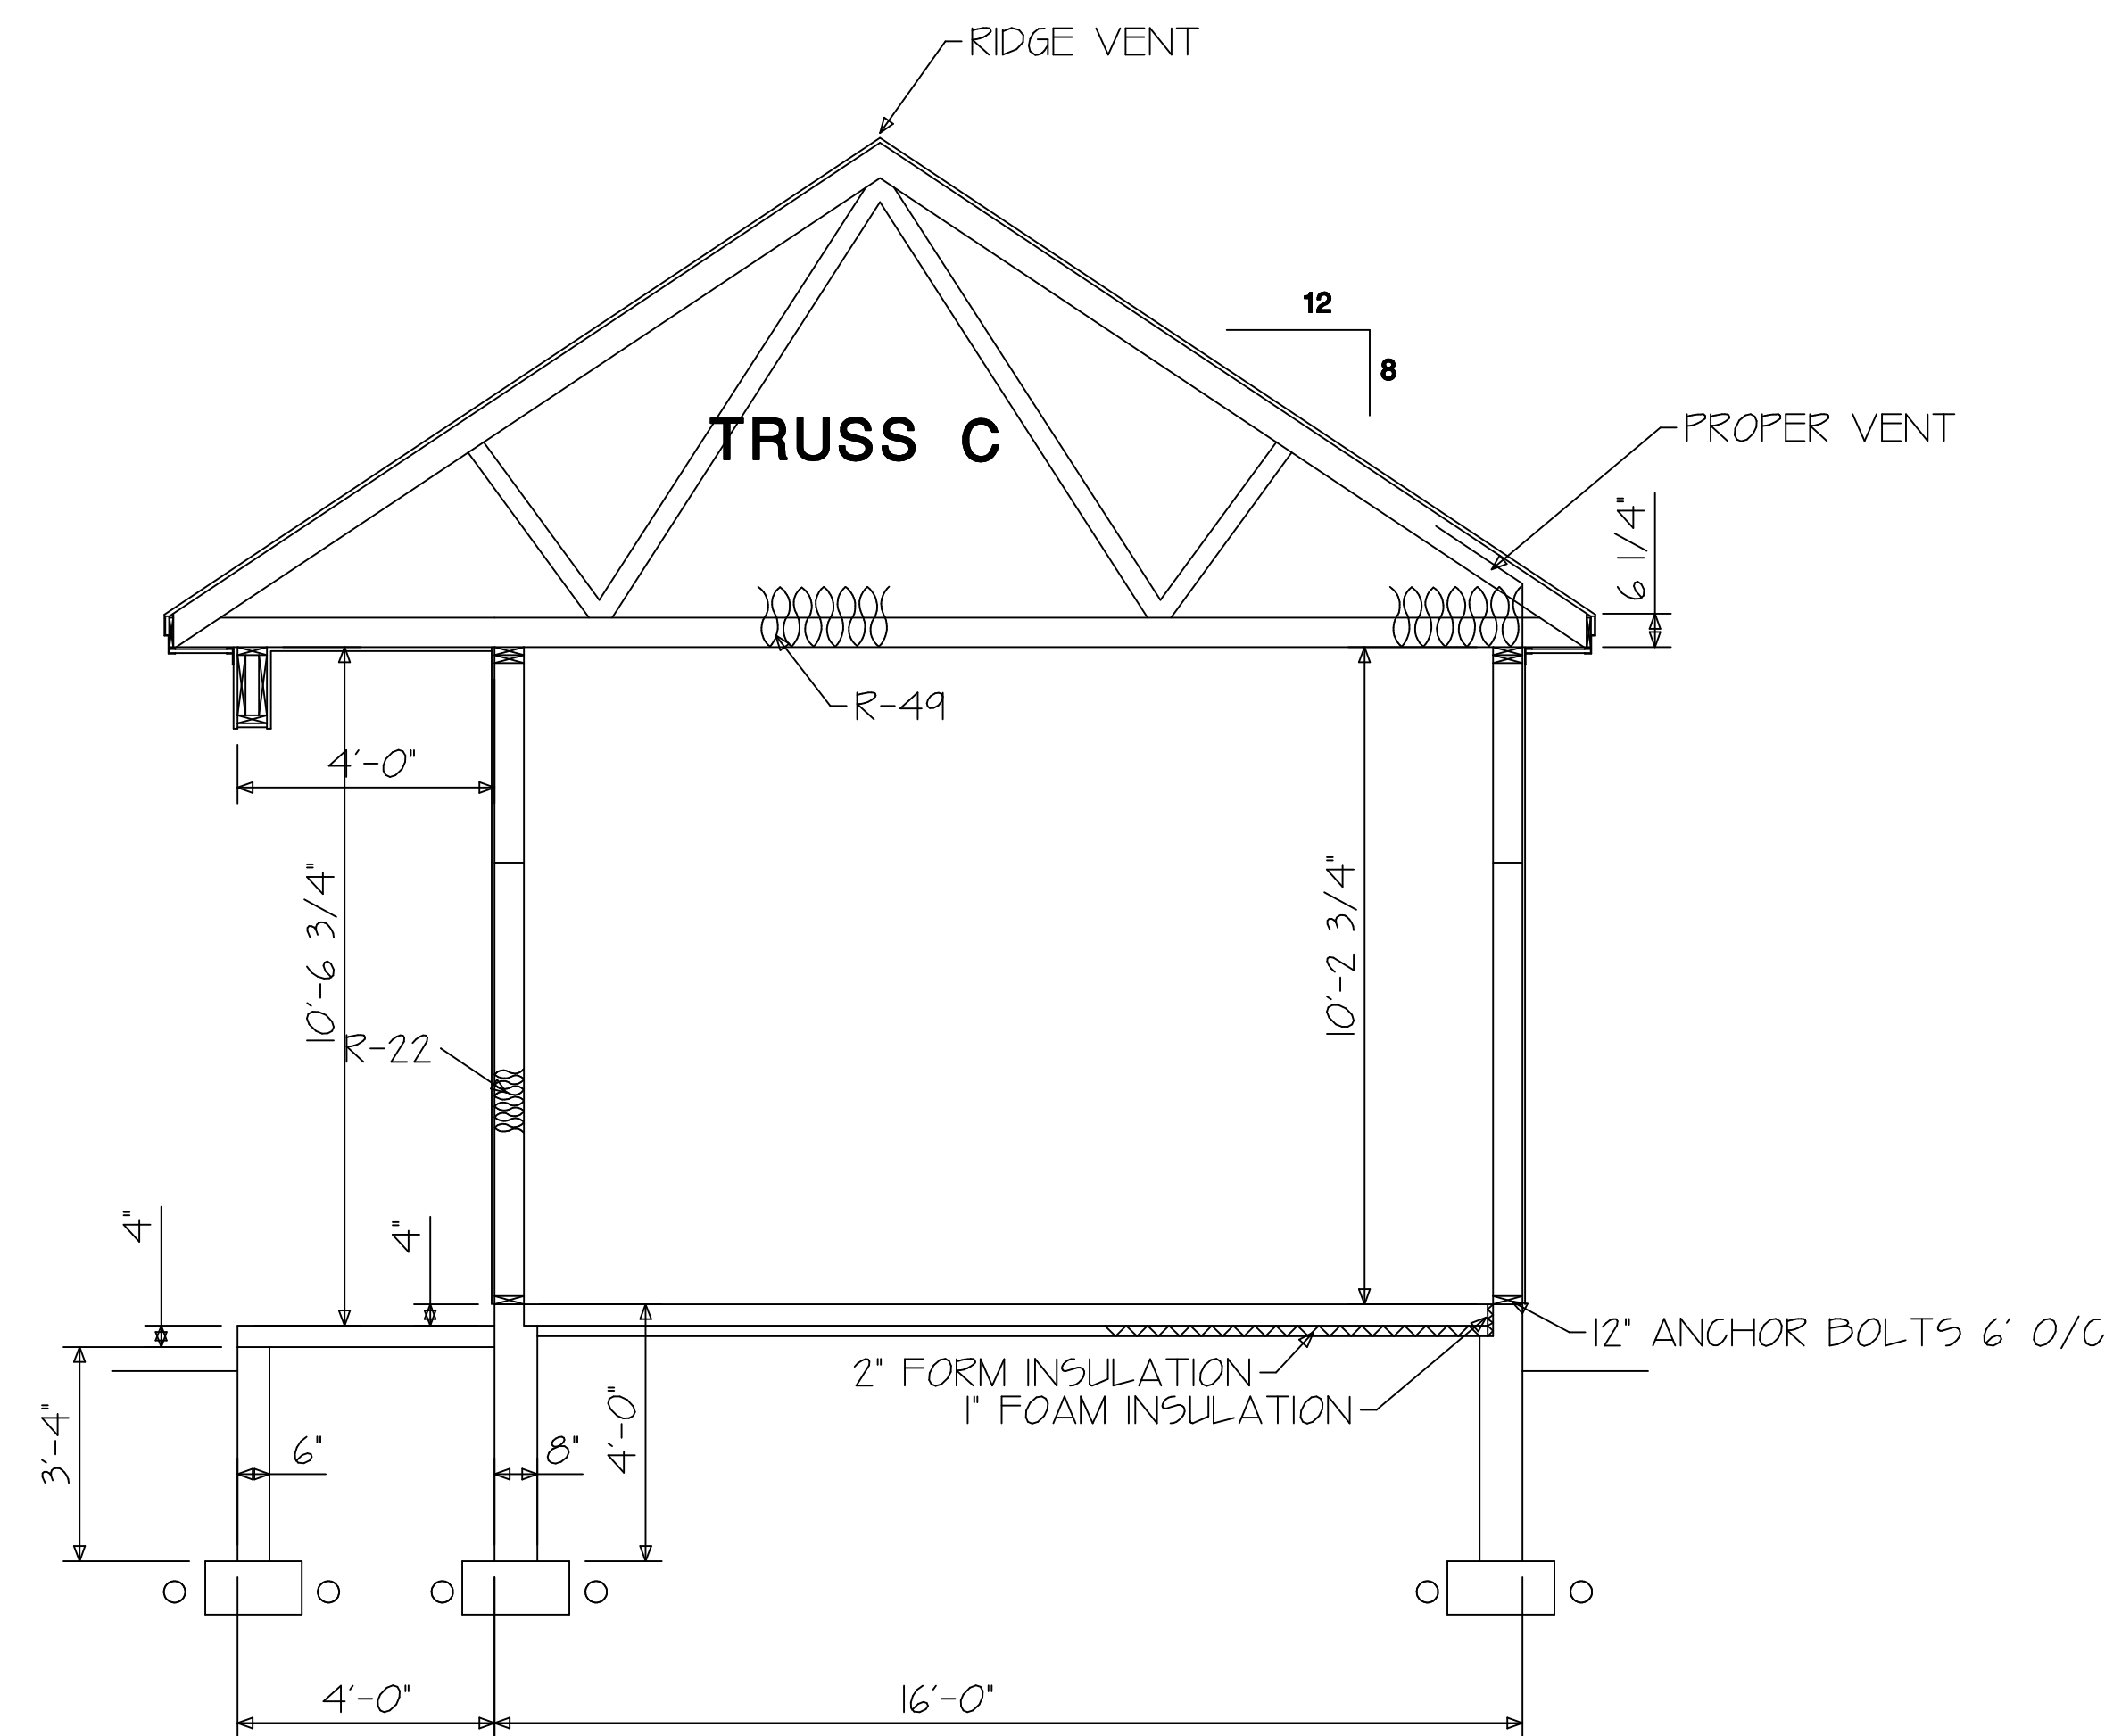 RIDGE VENT
12
8
PROPER VENT
TRUSS C
6 1/4"
R-49
4'-0"
10'-6 3/4"
10'-2 3/4"
R-22
4"
4"
12" ANCHOR BOLTS 6' O/C
2" FORM INSULATION
1" FOAM INSULATION
3'-4"
6"
8"
4'-0"
4'-0"
16'-0"